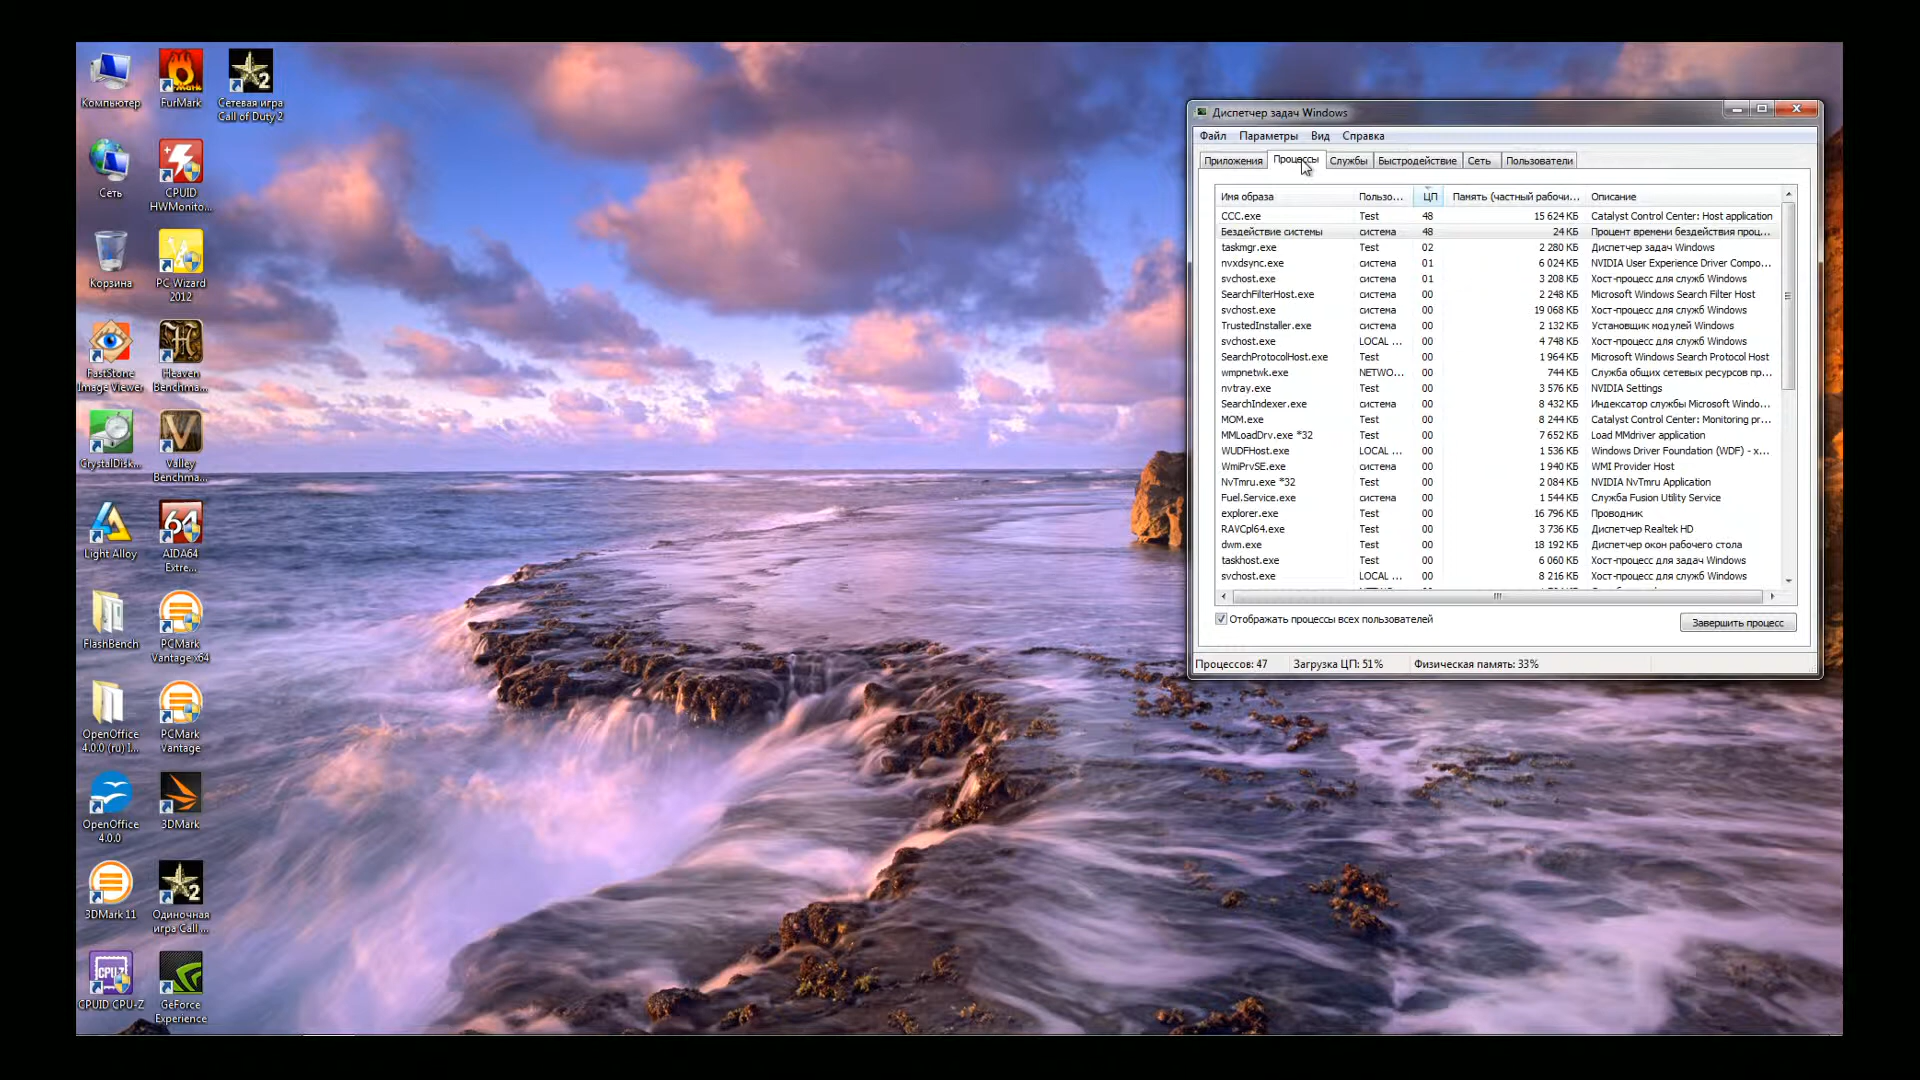 Компьютер
FurMark
Сетевая игра
Call of Duty 2
Сеть
CPUID
HWMonito...
Корзина
PC Wizard
2012
FastStone
Image Viewer
Heaven
Benchma...
CrystalDisk...
Valley
Benchma...
Light Alloy
AIDA64
Extre...
FlashBench
PCMark
Vantage x64
OpenOffice
4.0.0 (ru) I...
PCMark
Vantage
OpenOffice
4.0.0
3DMark
3DMark 11
Одиночная
игра Call ...
CPUID CPU-Z
GeForce
Experience
Диспетчер задач Windows
Файл Параметры Вид Справка
Приложения Процессы Службы Быстродействие Сеть Пользователи
Имя образа Пользо... ЦП Память (частный рабочи... Описание
CCC.exe Test 48 15 624 КБ Catalyst Control Center: Host application
Бездействие системы система 48 24 КБ Процент времени бездействия проц...
taskmgr.exe Test 02 2 280 КБ Диспетчер задач Windows
nvxdsync.exe система 01 6 024 КБ NVIDIA User Experience Driver Compo...
svchost.exe система 01 3 208 КБ Хост-процесс для служб Windows
SearchFilterHost.exe система 00 2 248 КБ Microsoft Windows Search Filter Host
svchost.exe система 00 19 068 КБ Хост-процесс для служб Windows
TrustedInstaller.exe система 00 2 132 КБ Установщик модулей Windows
svchost.exe LOCAL ... 00 4 748 КБ Хост-процесс для служб Windows
SearchProtocolHost.exe Test 00 1 964 КБ Microsoft Windows Search Protocol Host
wmpnetwk.exe NETWO... 00 744 КБ Служба общих сетевых ресурсов пр...
nvtray.exe Test 00 3 576 КБ NVIDIA Settings
SearchIndexer.exe система 00 8 432 КБ Индексатор службы Microsoft Windo...
MOM.exe Test 00 8 244 КБ Catalyst Control Center: Monitoring pr...
MMLoadDrv.exe *32 Test 00 7 652 КБ Load MMdriver application
WUDFHost.exe LOCAL ... 00 1 536 КБ Windows Driver Foundation (WDF) - х...
WmiPrvSE.exe система 00 1 940 КБ WMI Provider Host
NvTmru.exe *32 Test 00 2 084 КБ NVIDIA NvTmru Application
Fuel.Service.exe система 00 1 544 КБ Служба Fusion Utility Service
explorer.exe Test 00 16 796 КБ Проводник
RAVCpl64.exe Test 00 3 736 КБ Диспетчер Realtek HD
dwm.exe Test 00 18 192 КБ Диспетчер окон рабочего стола
taskhost.exe Test 00 6 060 КБ Хост-процесс для задач Windows
svchost.exe LOCAL ... 00 8 216 КБ Хост-процесс для служб Windows
Отображать процессы всех пользователей
Завершить процесс
Процессов: 47 Загрузка ЦП: 51% Физическая память: 33%